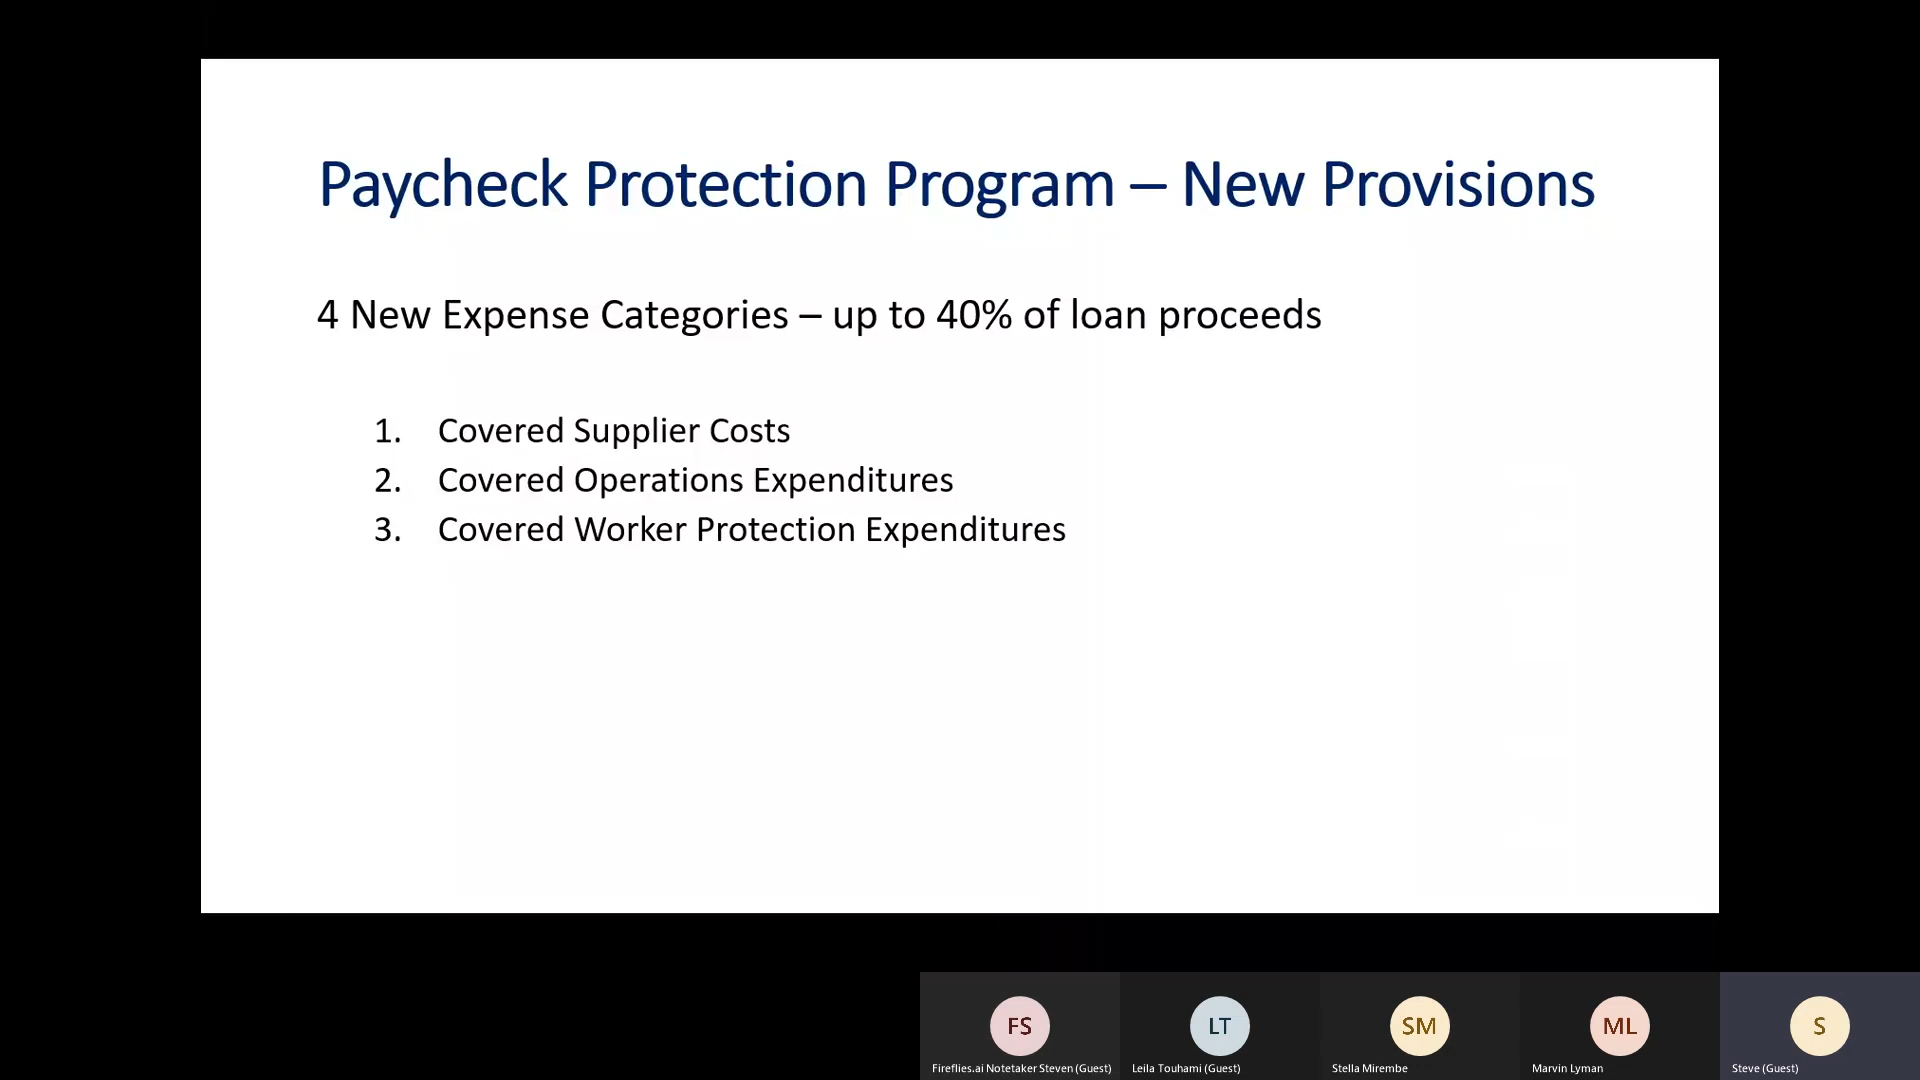 Paycheck Protection Program – New Provisions
4 New Expense Categories – up to 40% of loan proceeds
1. Covered Supplier Costs
2. Covered Operations Expenditures
3. Covered Worker Protection Expenditures
FS
LT
SM
ML
S
Fireflies.ai Notetaker Steven (Guest)
Leila Touhami (Guest)
Stella Mirembe
Marvin Lyman
Steve (Guest)